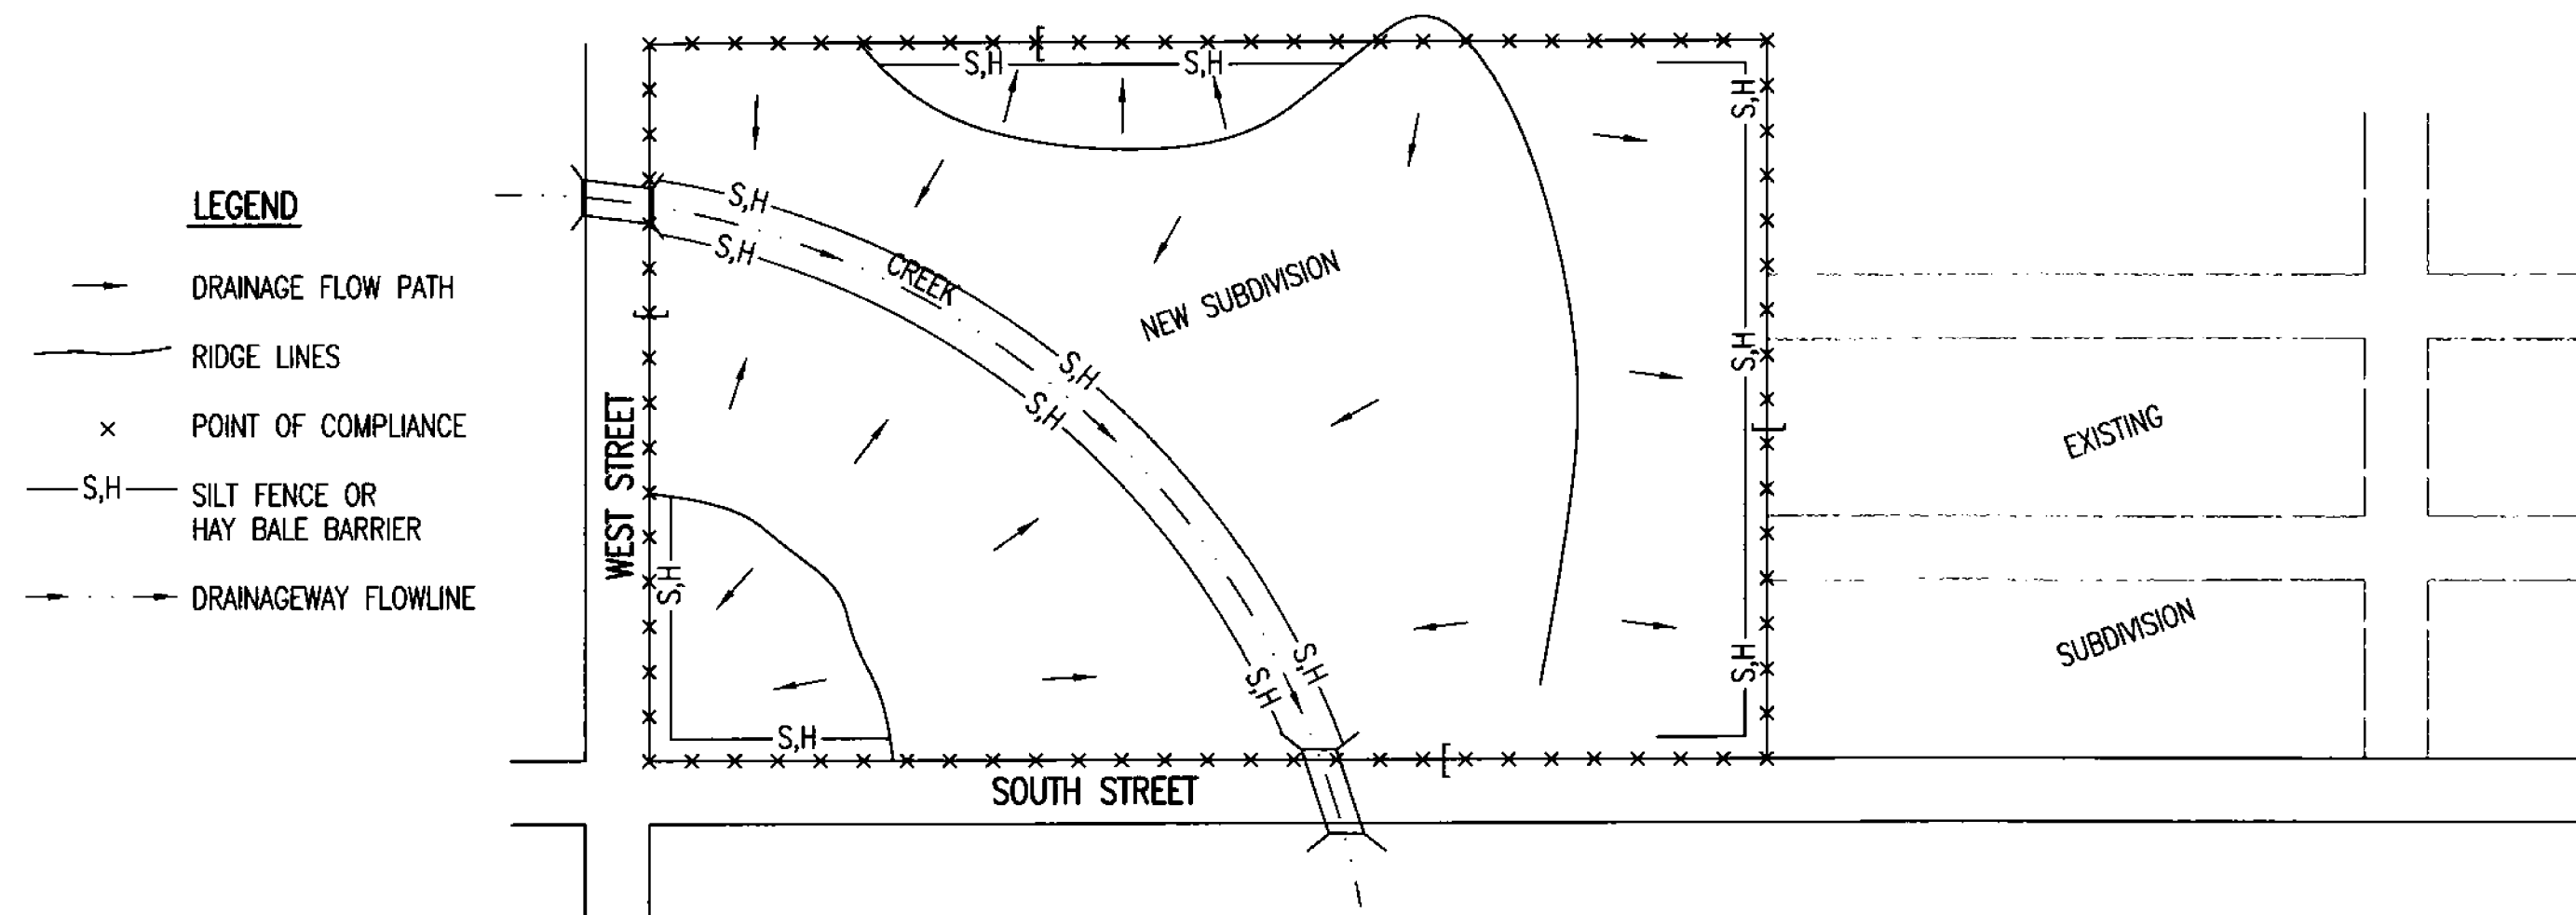 LEGEND
DRAINAGE FLOW PATH
RIDGE LINES
POINT OF COMPLIANCE
S,H
SILT FENCE OR
HAY BALE BARRIER
DRAINAGEWAY FLOWLINE
S,H
S,H
S,H
S,H
S,H
CREEK
NEW SUBDIVISION
S,H
S,H
S,H
WEST STREET
EXISTING
S,H
S,H
S,H
S,H
SUBDIVISION
S,H
SOUTH STREET